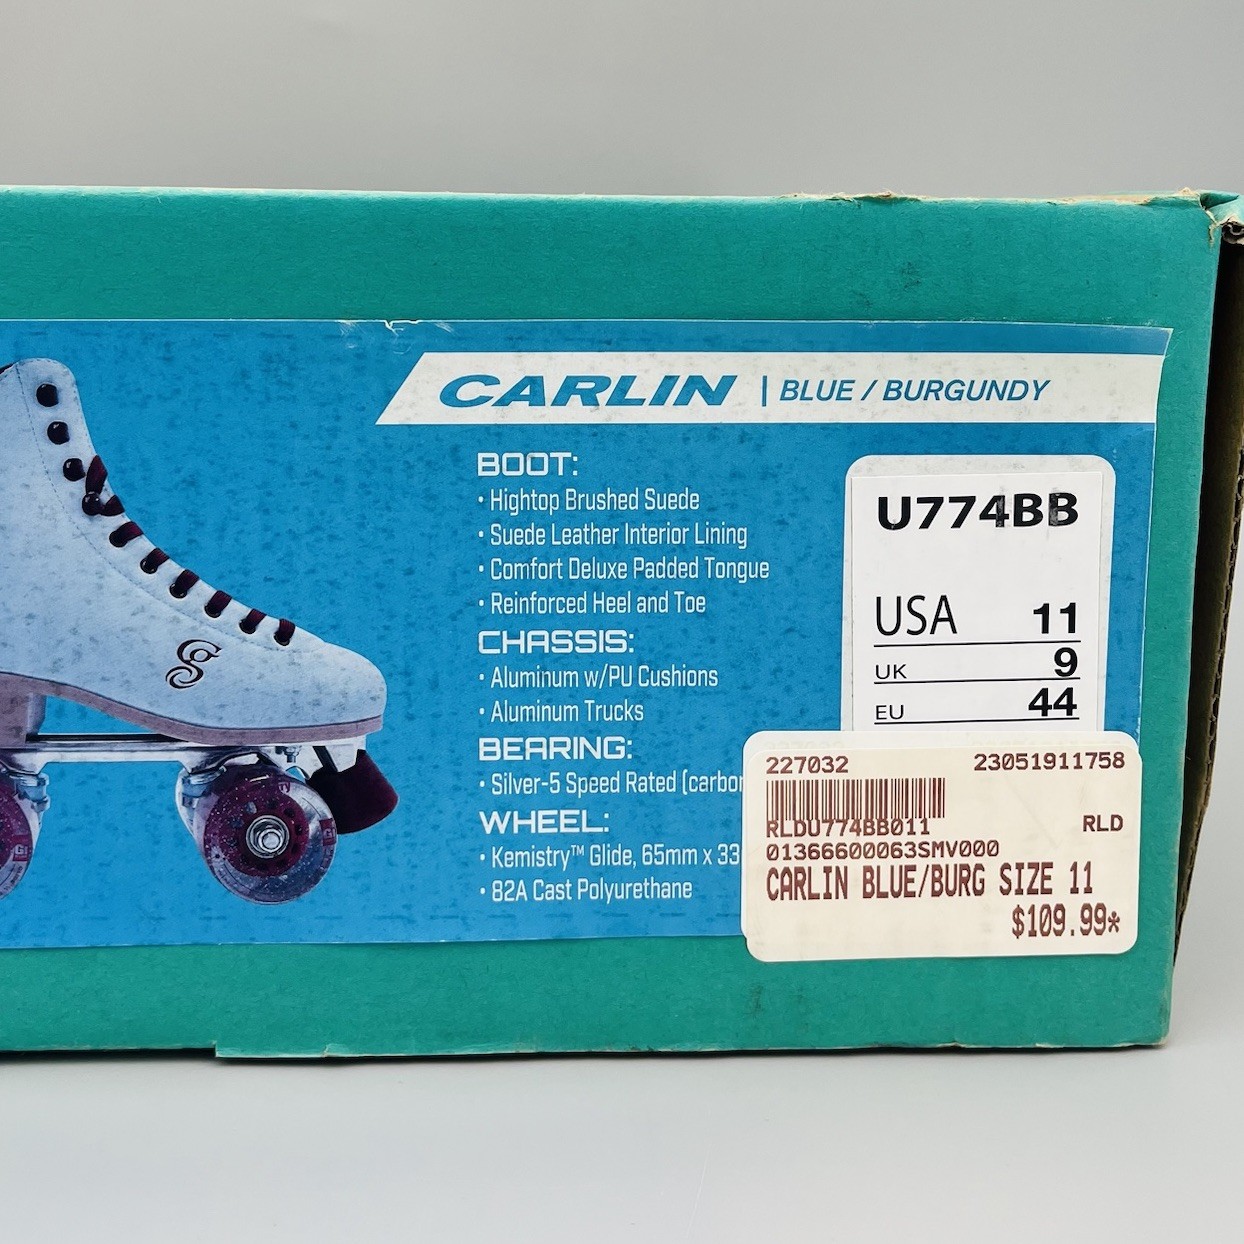 CARLIN | BLUE / BURGUNDY
BOOT:
• Hightop Brushed Suede
• Suede Leather Interior Lining
• Comfort Deluxe Padded Tongue
• Reinforced Heel and Toe
CHASSIS:
• Aluminum w/PU Cushions
• Aluminum Trucks
BEARING:
• Silver-5 Speed Rated (carbon
WHEEL:
• Kemistry™ Glide, 65mm x 33
• 82A Cast Polyurethane
U774BB
USA 11
UK 9
EU 44
227032 23051911758
RLDU774BB011 RLD
01366600063SMV000
CARLIN BLUE/BURG SIZE 11
$109.99*